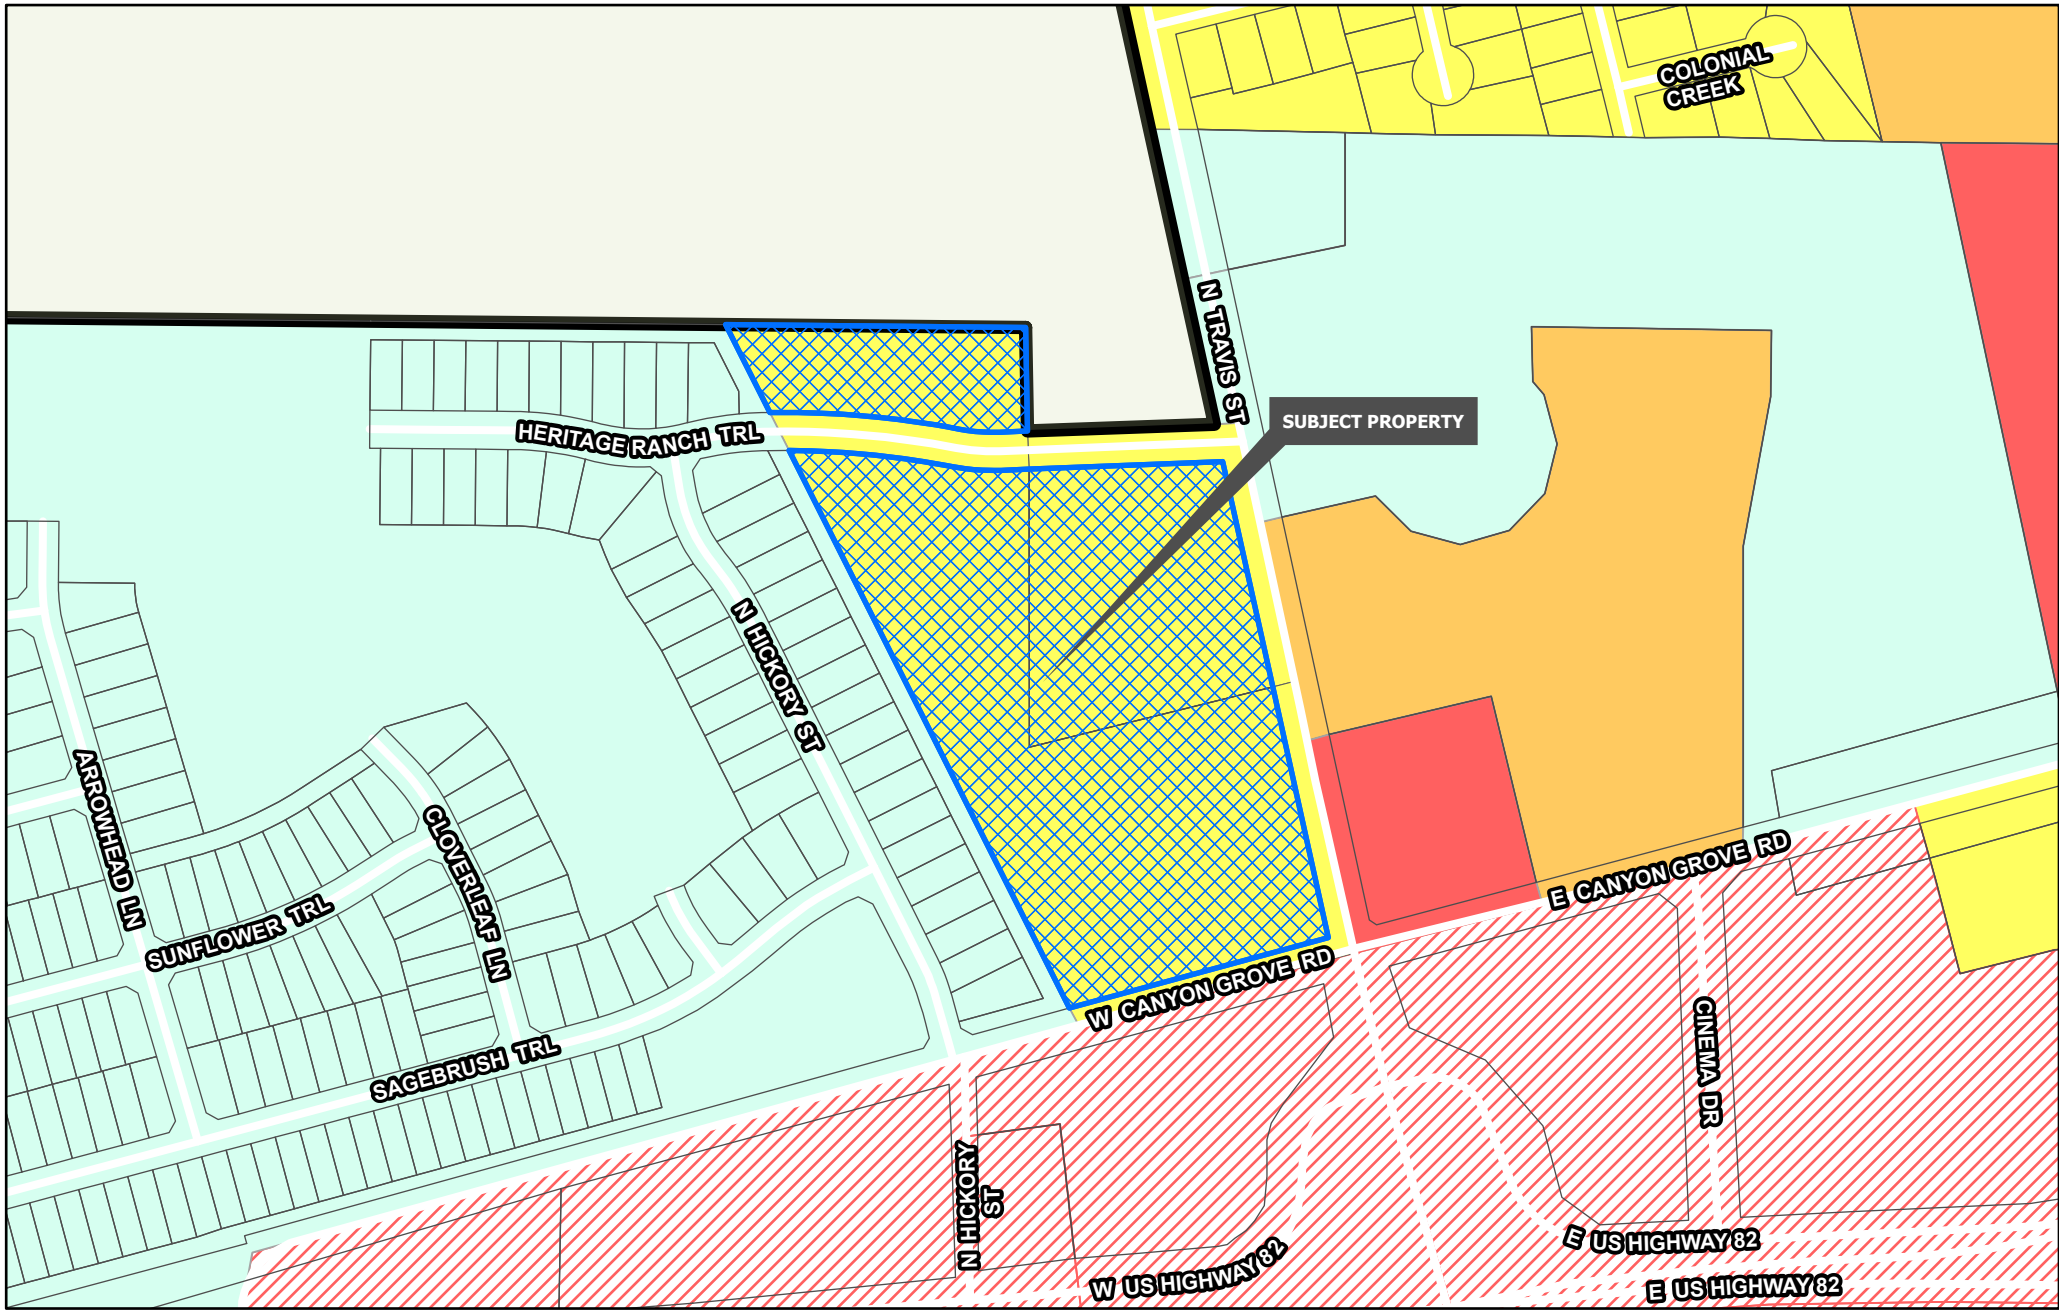 COLONIAL
CREEK
N TRAVIS ST
SUBJECT PROPERTY
HERITAGE RANCH TRL
N HICKORY ST
ARROWHEAD LN
CLOVERLEAF LN
SUNFLOWER TRL
E CANYON GROVE RD
W CANYON GROVE RD
SAGEBRUSH TRL
CINEMA DR
N HICKORY
ST
E US HIGHWAY 82
W US HIGHWAY 82
E US HIGHWAY 82